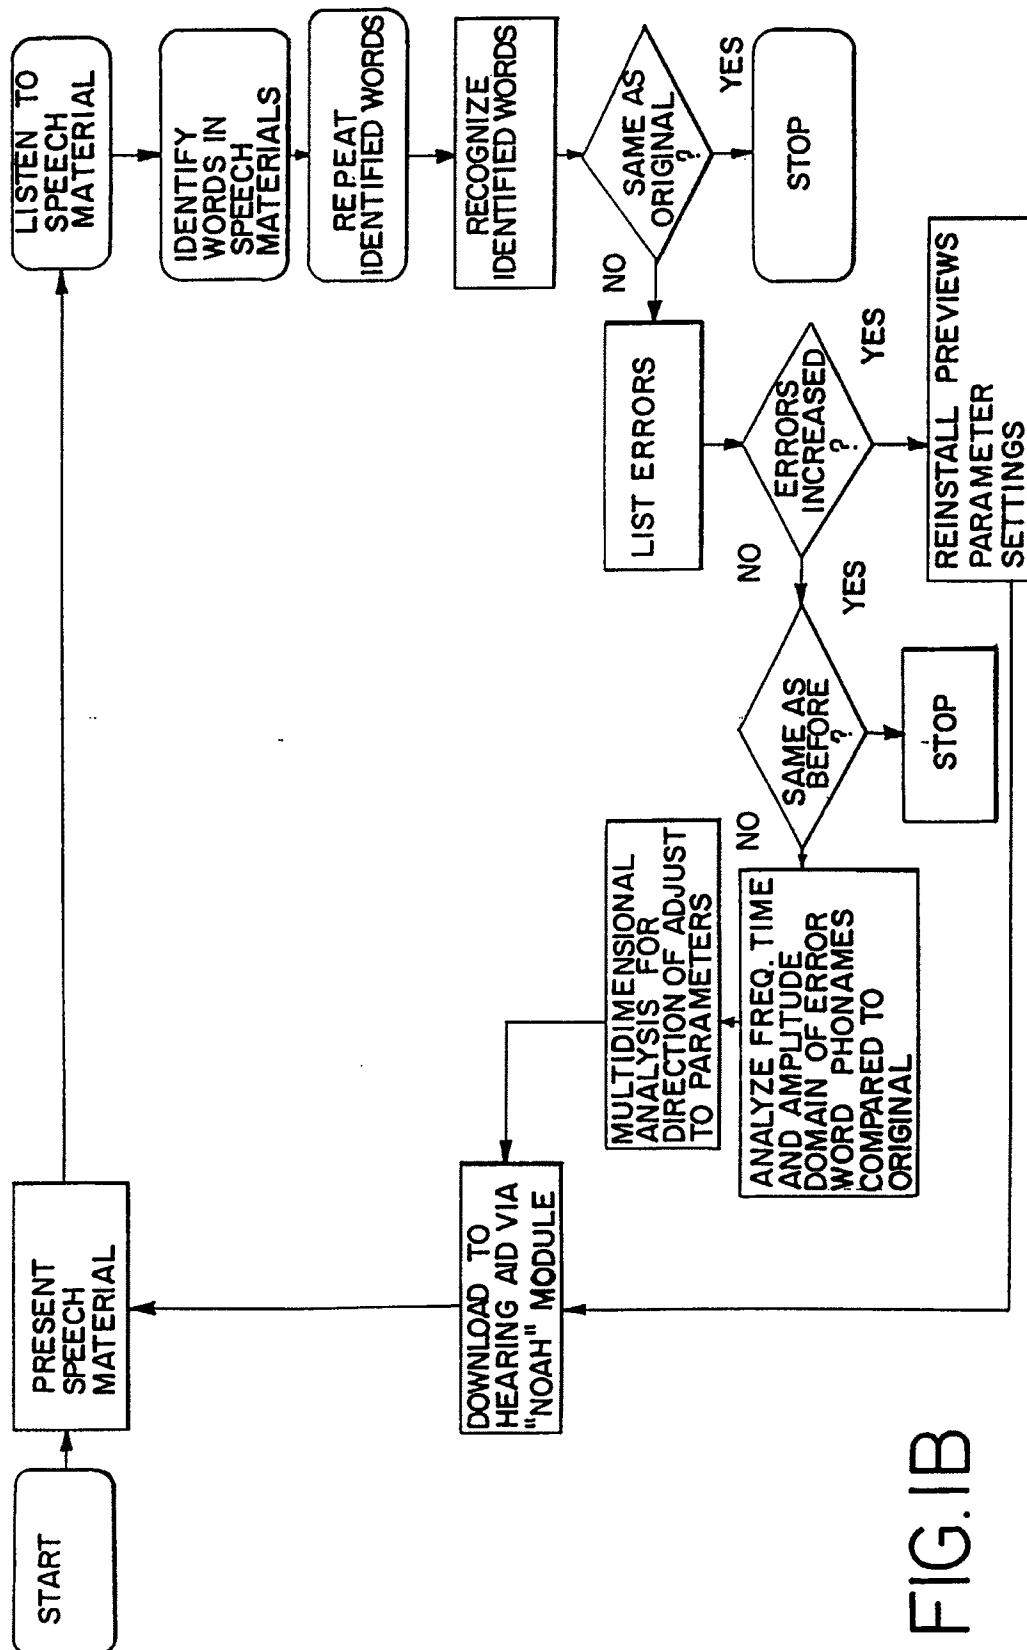 START
PRESENT
SPEECH
MATERIAL
LISTEN TO
SPEECH
MATERIAL
IDENTIFY
WORDS IN
SPEECH
MATERIALS
REPEAT
IDENTIFIED WORDS
RECOGNIZE
IDENTIFIED WORDS
SAME AS
ORIGINAL
?
YES
STOP
NO
LIST ERRORS
ERRORS
INCREASED
?
YES
REINSTALL PREVIEWS
PARAMETER
SETTINGS
NO
SAME AS
BEFORE
?
YES
STOP
NO
ANALYZE FREQ. TIME
AND AMPLITUDE
DOMAIN OF ERROR
WORD PHONAMES
COMPARED TO
ORIGINAL
MULTIDIMENSIONAL
ANALYSIS FOR
DIRECTION OF ADJUST
TO PARAMETERS
DOWNLOAD TO
HEARING AID VIA
"NOAH" MODULE
FIG. 1B